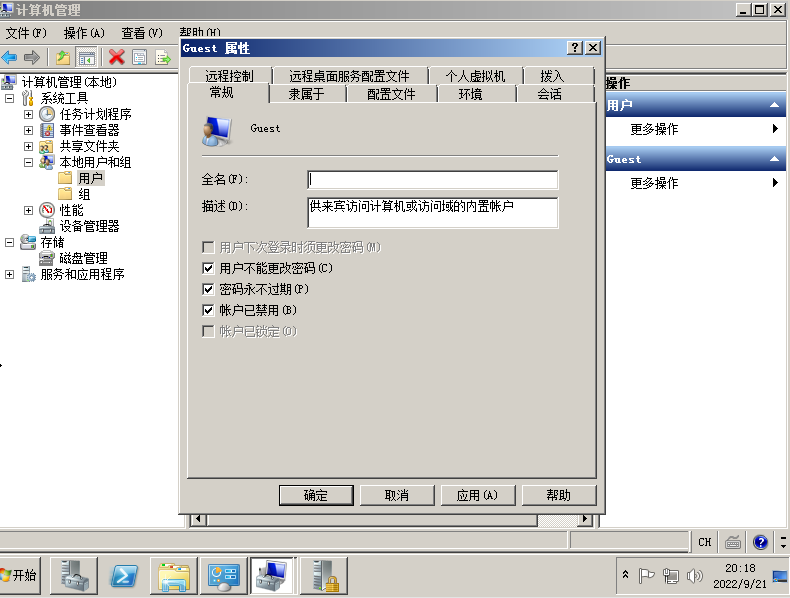 计算机管理
文件(F) 操作(A) 查看(V) 帮助(H)
Guest 属性
远程控制 远程桌面服务配置文件 个人虚拟机 拨入
常规 隶属于 配置文件 环境 会话
Guest
全名(F):
描述(D): 供来宾访问计算机或访问域的内置帐户
用户下次登录时须更改密码(M)
用户不能更改密码(C)
密码永不过期(P)
帐户已禁用(B)
帐户已锁定(O)
确定 取消 应用(A) 帮助
计算机管理(本地)
系统工具
任务计划程序
事件查看器
共享文件夹
本地用户和组
用户
组
性能
设备管理器
存储
磁盘管理
服务和应用程序
操作
用户
更多操作
Guest
更多操作
CH
开始
20:18
2022/9/21